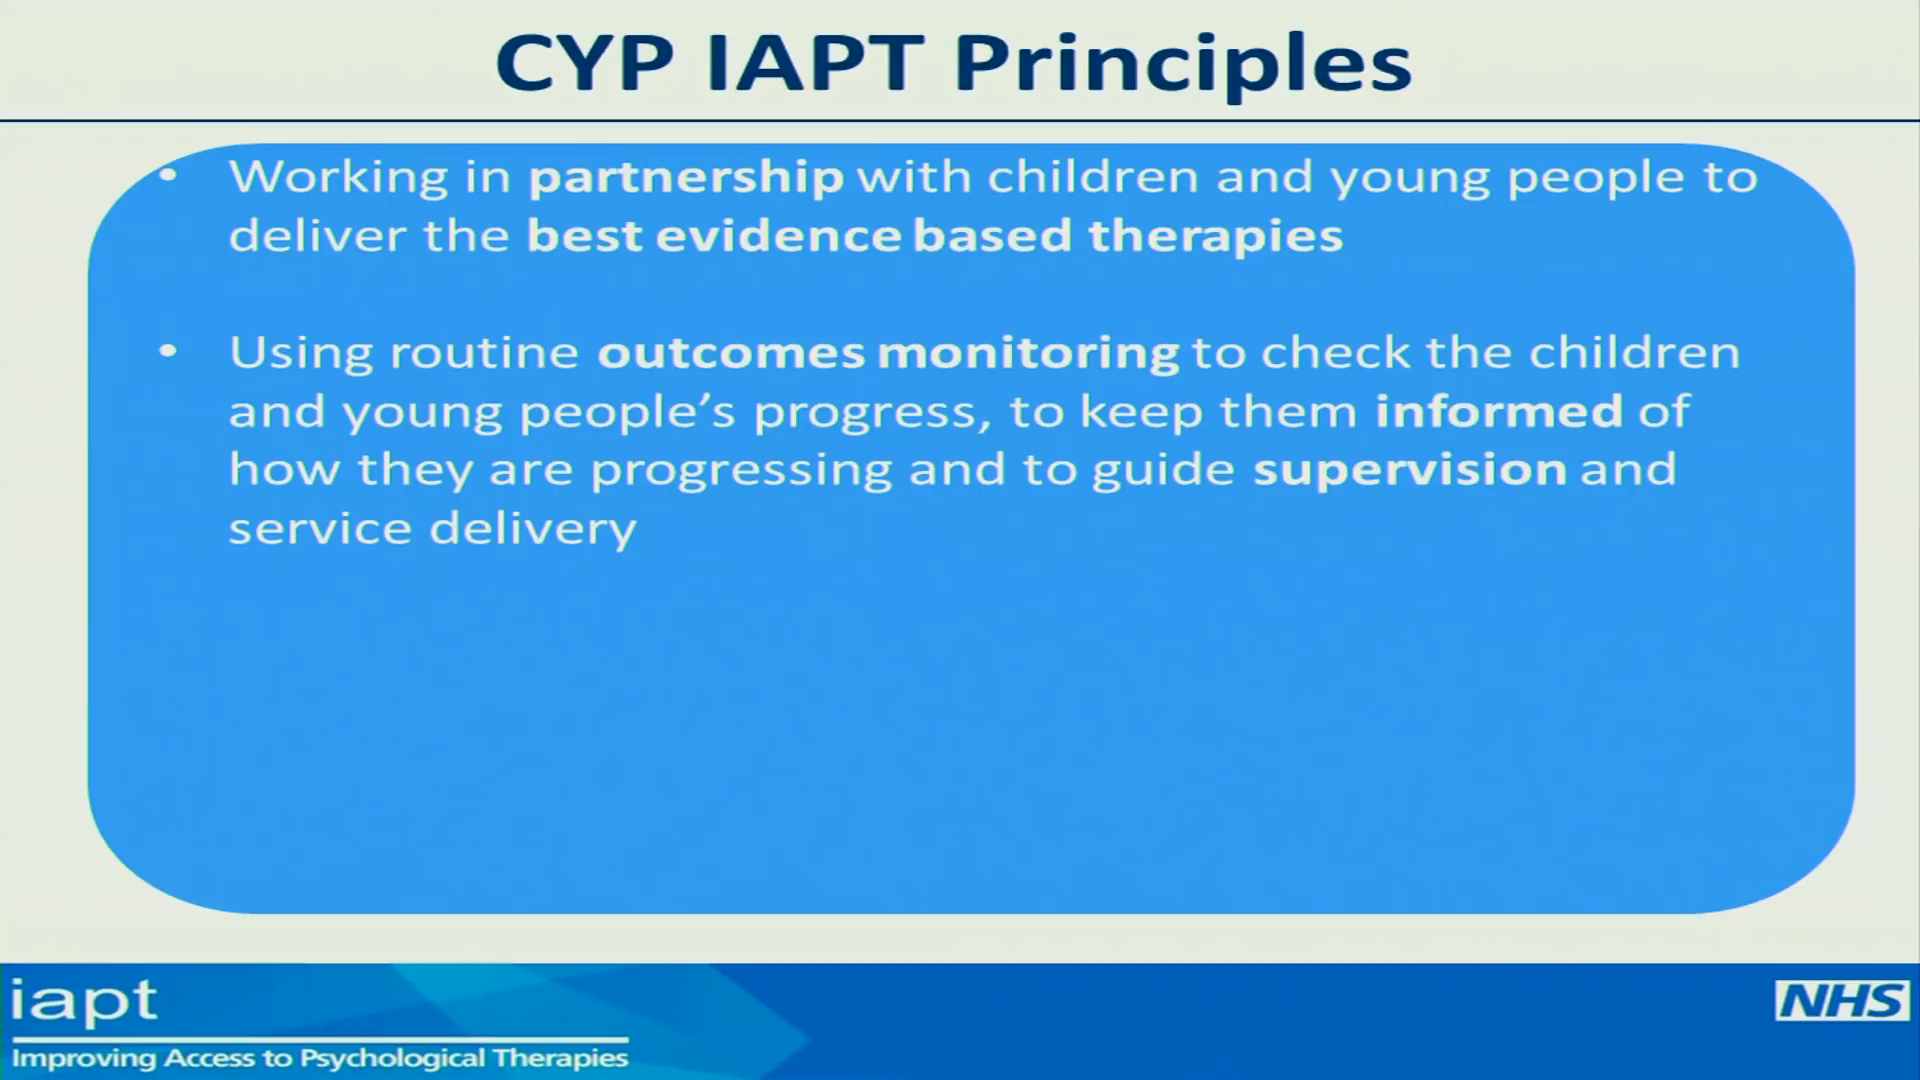 CYP IAPT Principles
• Working in partnership with children and young people to
deliver the best evidence based therapies
• Using routine outcomes monitoring to check the children
and young people’s progress, to keep them informed of
how they are progressing and to guide supervision and
service delivery
iapt
Improving Access to Psychological Therapies
NHS